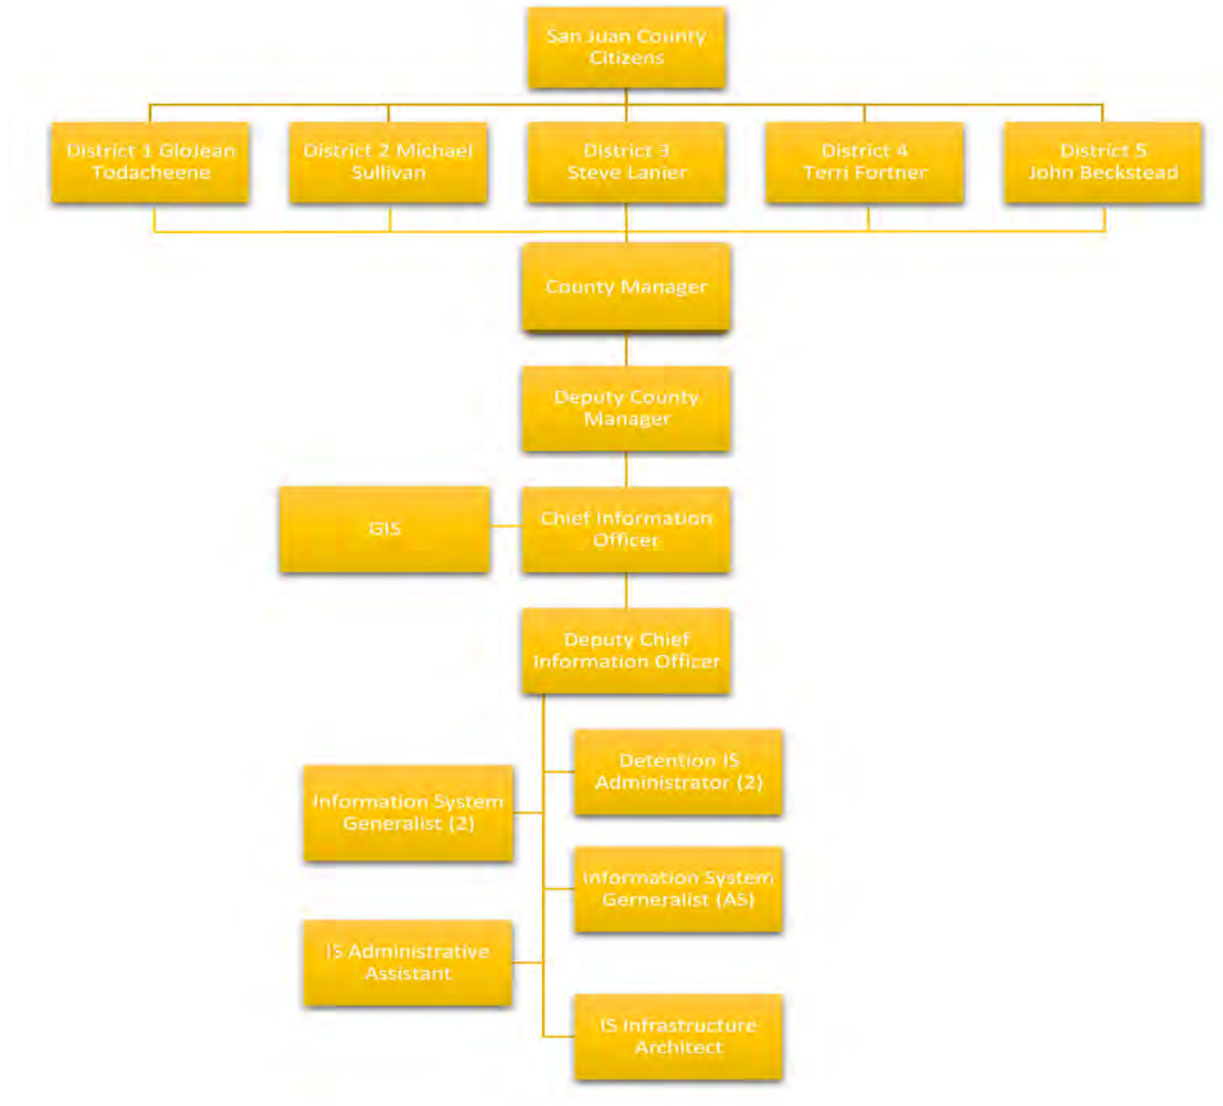 San Juan County
Citizens
District 1 GloJean
Todacheene
District 2 Michael
Sullivan
District 3
Steve Lanier
District 4
Terri Fortner
District 5
John Beckstead
County Manager
Deputy County
Manager
GIS
Chief Information
Officer
Deputy Chief
Information Officer
Detention IS
Administrator (2)
Information System
Generalist (2)
Information System
Gerneralist (AS)
IS Administrative
Assistant
IS Infrastructure
Architect